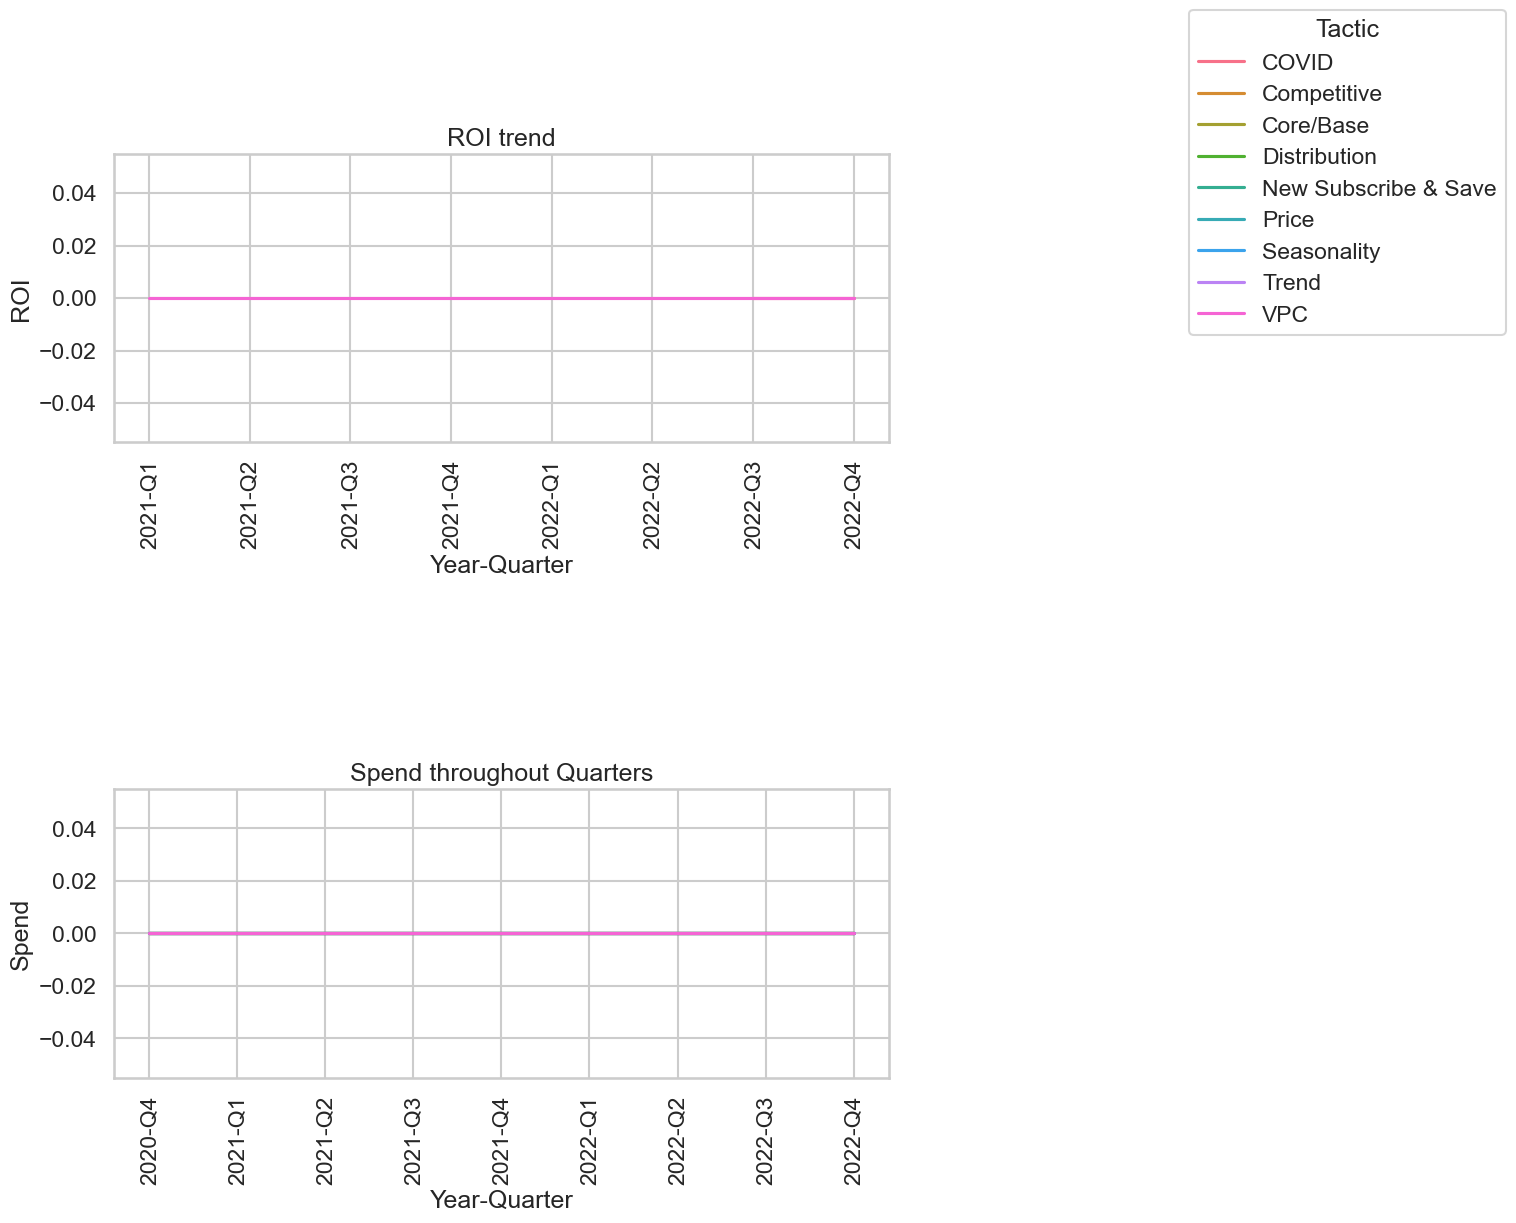 Tactic
COVID
Competitive
Core/Base
Distribution
New Subscribe & Save
Price
Seasonality
Trend
VPC
ROI trend
ROI
0.04
0.02
0.00
−0.02
−0.04
2021-Q1
2021-Q2
2021-Q3
2021-Q4
2022-Q1
2022-Q2
2022-Q3
2022-Q4
Year-Quarter
Spend throughout Quarters
Spend
0.04
0.02
0.00
−0.02
−0.04
2020-Q4
2021-Q1
2021-Q2
2021-Q3
2021-Q4
2022-Q1
2022-Q2
2022-Q3
2022-Q4
Year-Quarter